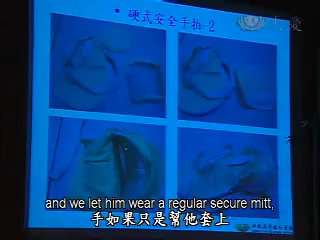 • 硬式安全手拍-2
and we let him wear a regular secure mitt,
手如果只是幫他套上